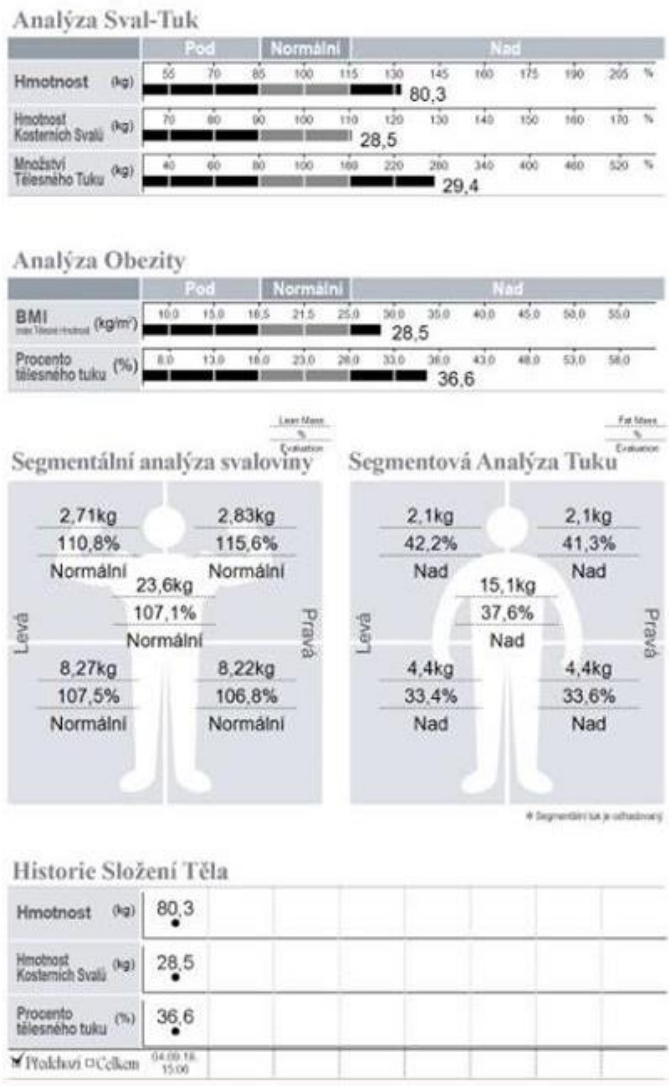 Analýza Sval-Tuk
Pod Normální Nad
Hmotnost (kg) 55 70 85 100 115 130 145 160 175 190 205 %
80,3
Hmotnost Kosterních Svalů (kg) 70 80 90 100 110 120 130 140 150 160 170 %
28,5
Množství Tělesného Tuku (kg) 40 60 80 100 160 220 280 340 400 460 520 %
29,4
Analýza Obezity
Pod Normální Nad
BMI (kg/m²) 10,0 15,0 18,5 21,5 25,0 30,0 35,0 40,0 45,0 50,0 55,0
28,5
Procento tělesného tuku (%) 8,0 13,0 18,0 23,0 28,0 33,0 38,0 43,0 48,0 53,0 58,0
36,6
Lean Mass
%
Evaluation
Fat Mass
%
Evaluation
Segmentální analýza svaloviny
Segmentová Analýza Tuku
2,71kg 2,83kg
110,8% 115,6%
Normální Normální
23,6kg
107,1%
Normální
Levá
Pravá
8,27kg 8,22kg
107,5% 106,8%
Normální Normální
2,1kg 2,1kg
42,2% 41,3%
Nad Nad
15,1kg
37,6%
Nad
Levá
Pravá
4,4kg 4,4kg
33,4% 33,6%
Nad Nad
* Segmentální tuk je odhadovaný
Historie Složení Těla
Hmotnost (kg) 80,3
Hmotnost Kosterních Svalů (kg) 28,5
Procento tělesného tuku (%) 36,6
Celkem
15:00